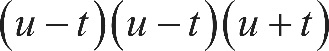 (u − t)(u − t)(u + t)